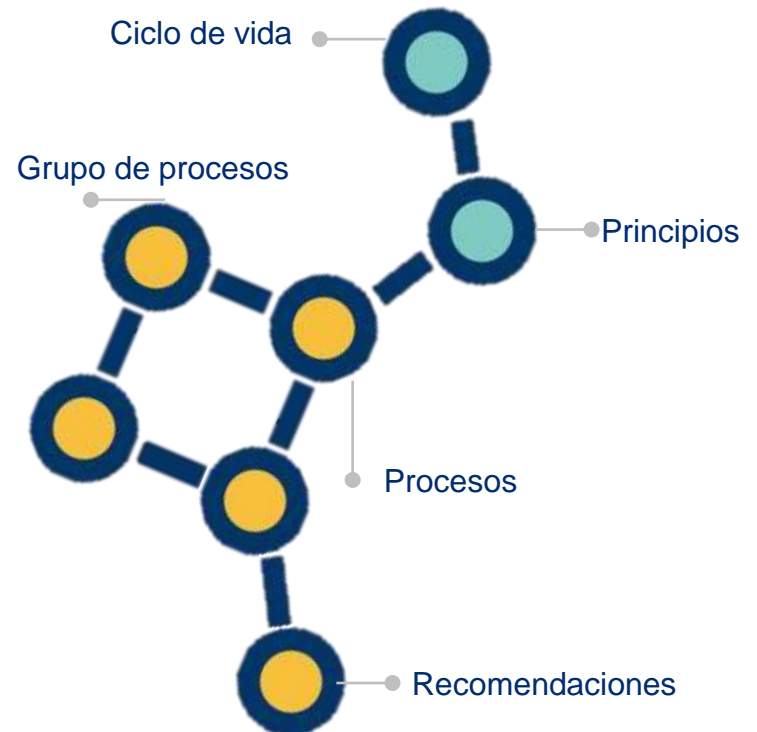 Ciclo de vida
Grupo de procesos
Principios
Procesos
Recomendaciones